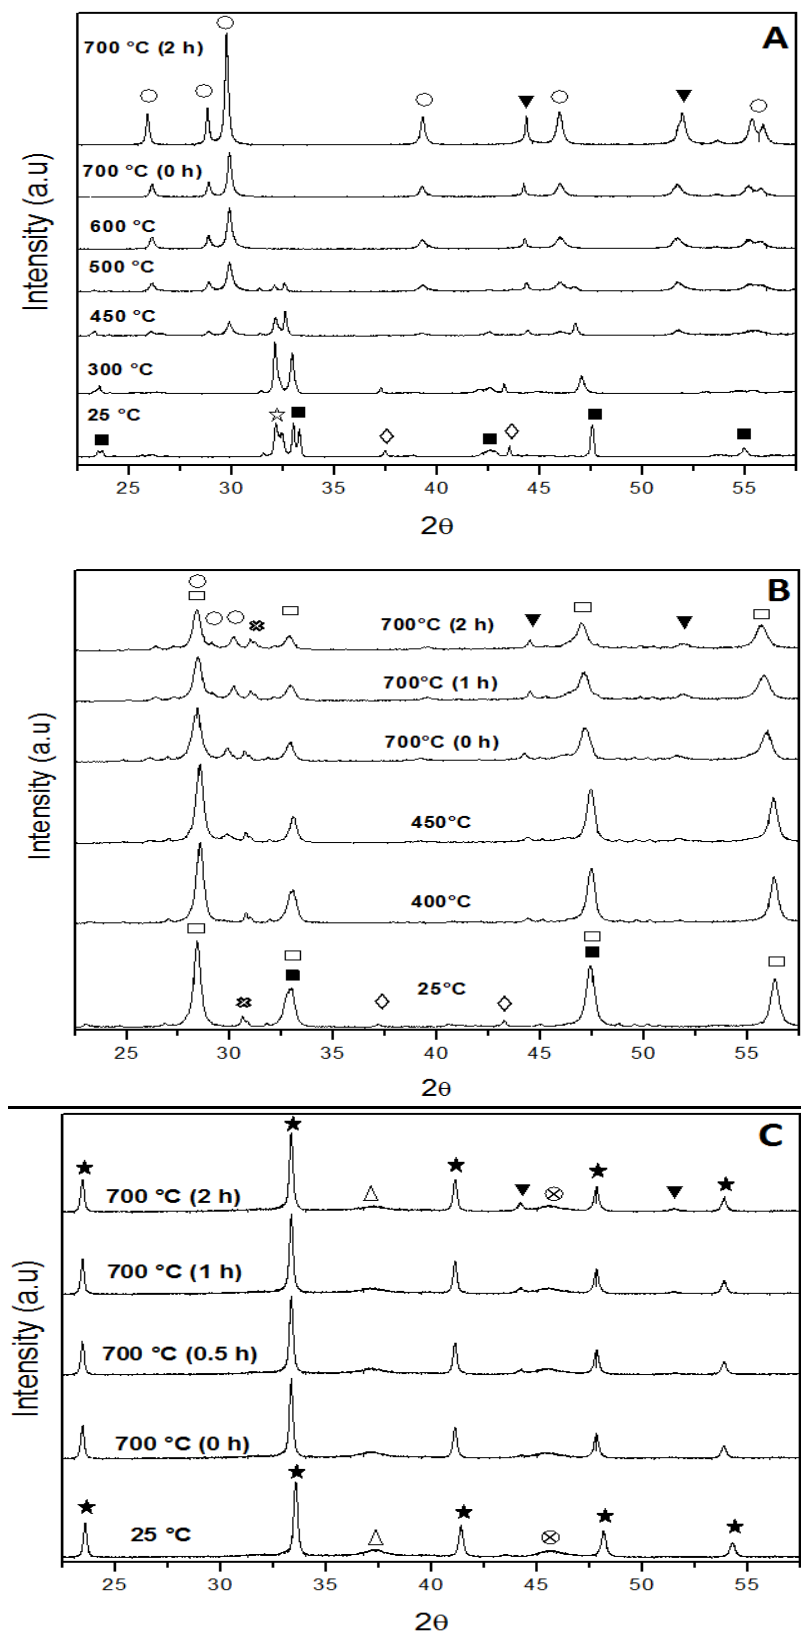 A
700 °C (2 h)
700 °C (0 h)
600 °C
500 °C
450 °C
300 °C
25 °C
Intensity (a.u)
25 30 35 40 45 50 55
2θ
B
700°C (2 h)
700°C (1 h)
700°C (0 h)
450°C
400°C
25°C
Intensity (a.u)
25 30 35 40 45 50 55
2θ
C
700 °C (2 h)
700 °C (1 h)
700 °C (0.5 h)
700 °C (0 h)
25 °C
Intensity (a.u)
25 30 35 40 45 50 55
2θ